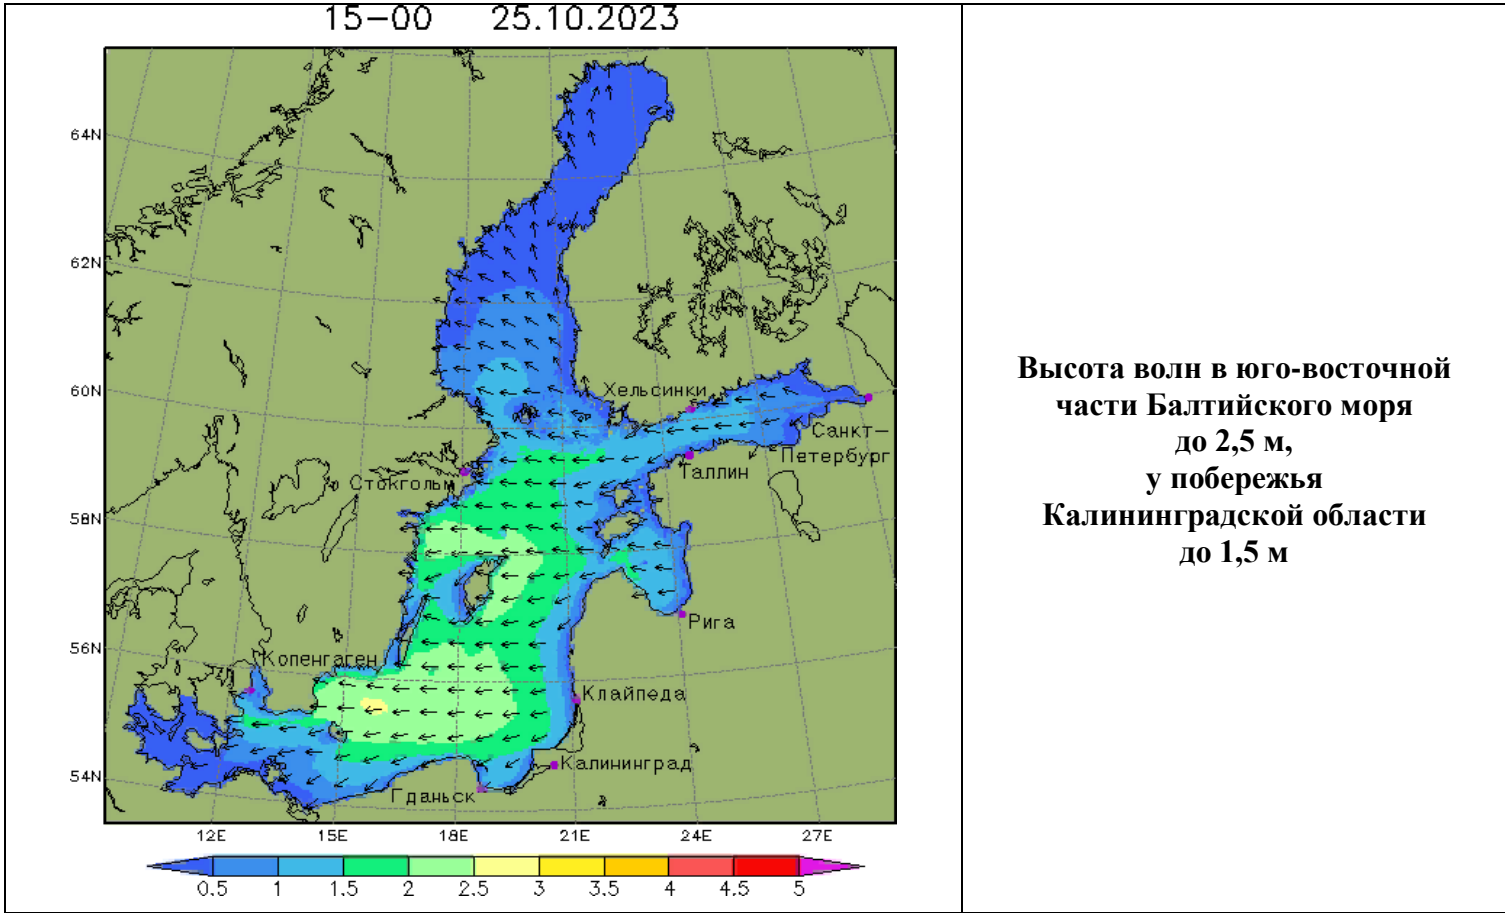 15-00 25.10.2023
64N
62N
60N
58N
56N
54N
Хельсинки
Санкт-
Петербург
Таллин
Стокгольм
Рига
Копенгаген
Клайпеда
Калининград
Гданьск
12E 15E 18E 21E 24E 27E
0.5 1 1.5 2 2.5 3 3.5 4 4.5 5
Высота волн в юго-восточной
части Балтийского моря
до 2,5 м,
у побережья
Калининградской области
до 1,5 м